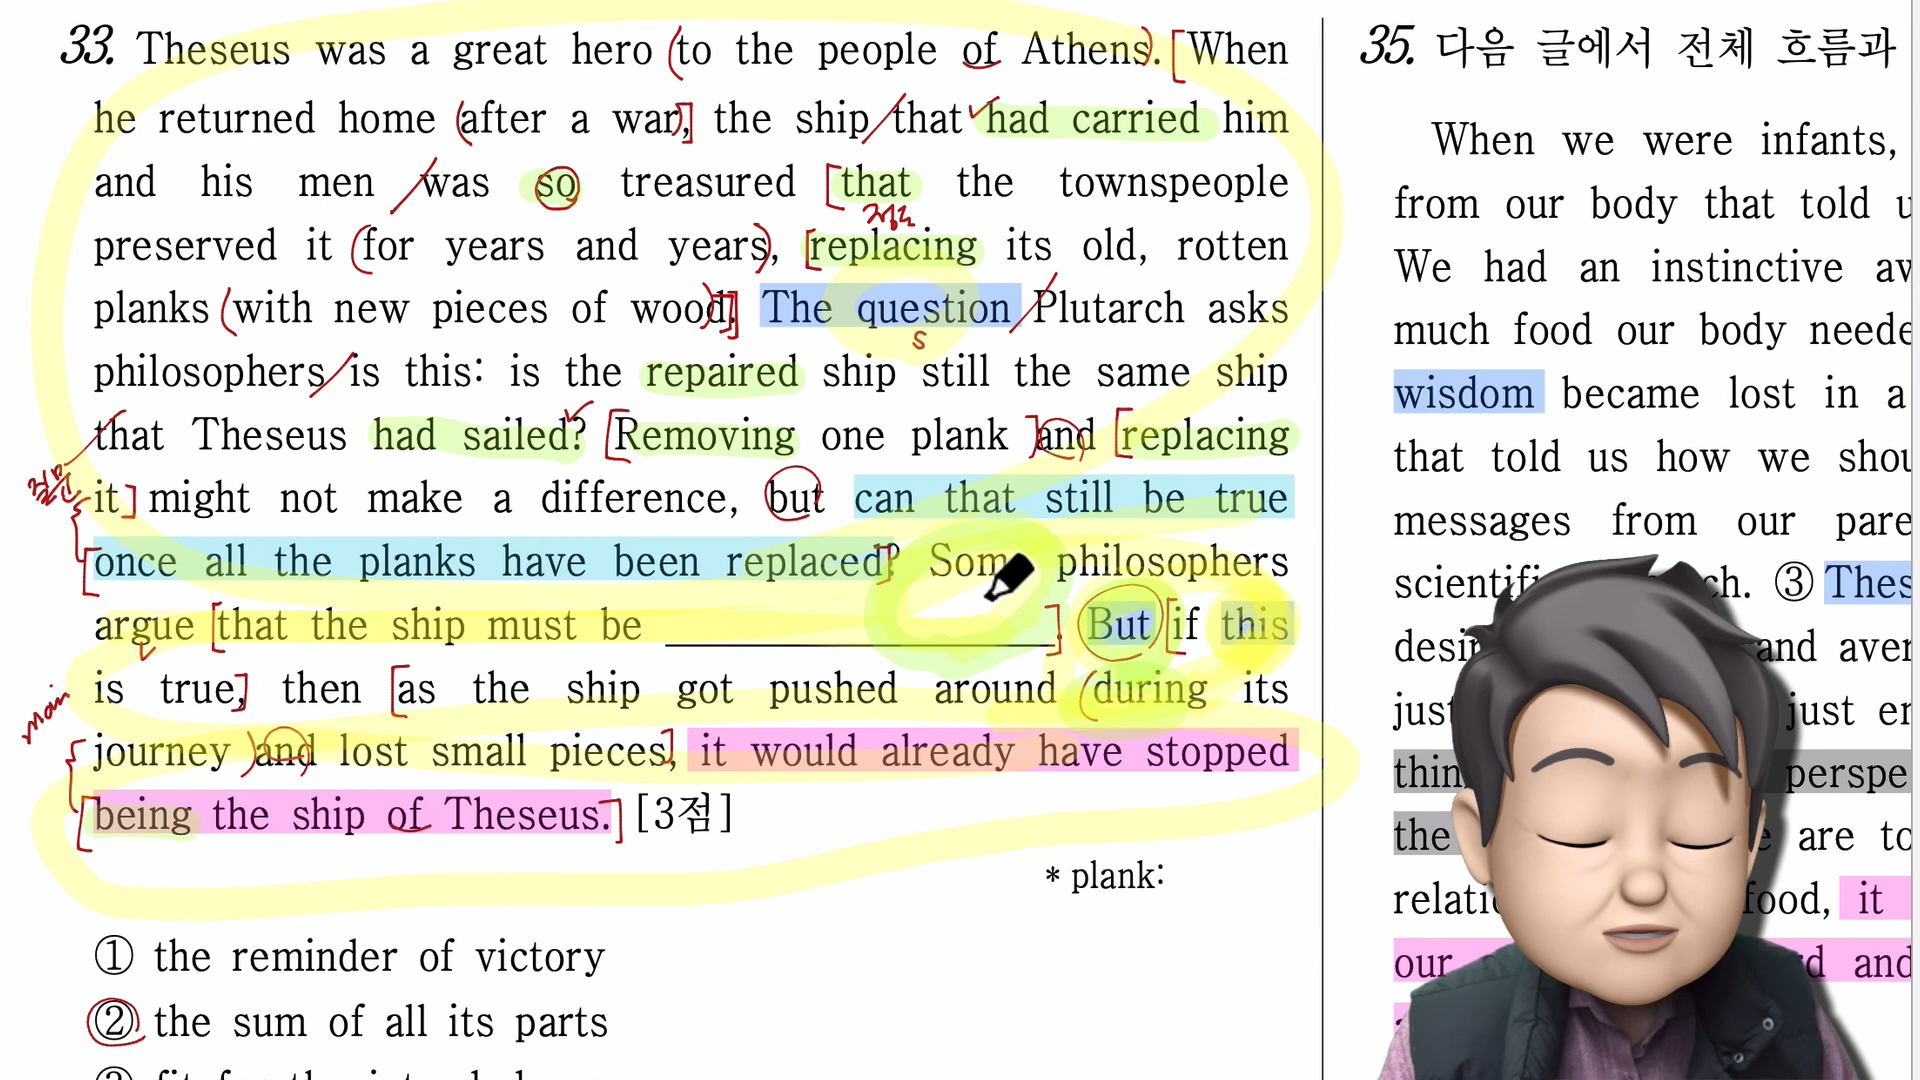 33. Theseus was a great hero to the people of Athens. When
he returned home after a war, the ship that had carried him
and his men was so treasured that the townspeople
preserved it for years and years, replacing its old, rotten
planks with new pieces of wood. The question Plutarch asks
s
philosophers is this: is the repaired ship still the same ship
that Theseus had sailed? Removing one plank and replacing
it might not make a difference, but can that still be true
once all the planks have been replaced? Some philosophers
argue that the ship must be ____________. But if this
is true, then as the ship got pushed around during its
main
journey and lost small pieces, it would already have stopped
being the ship of Theseus. [3점]
* plank:
① the reminder of victory
② the sum of all its parts
35. 다음 글에서 전체 흐름과
When we were infants,
from our body that told
We had an instinctive
much food our body
wisdom became lost in a
that told us how we
messages from our
③
and
just
just
the
are to
food, it
our
and